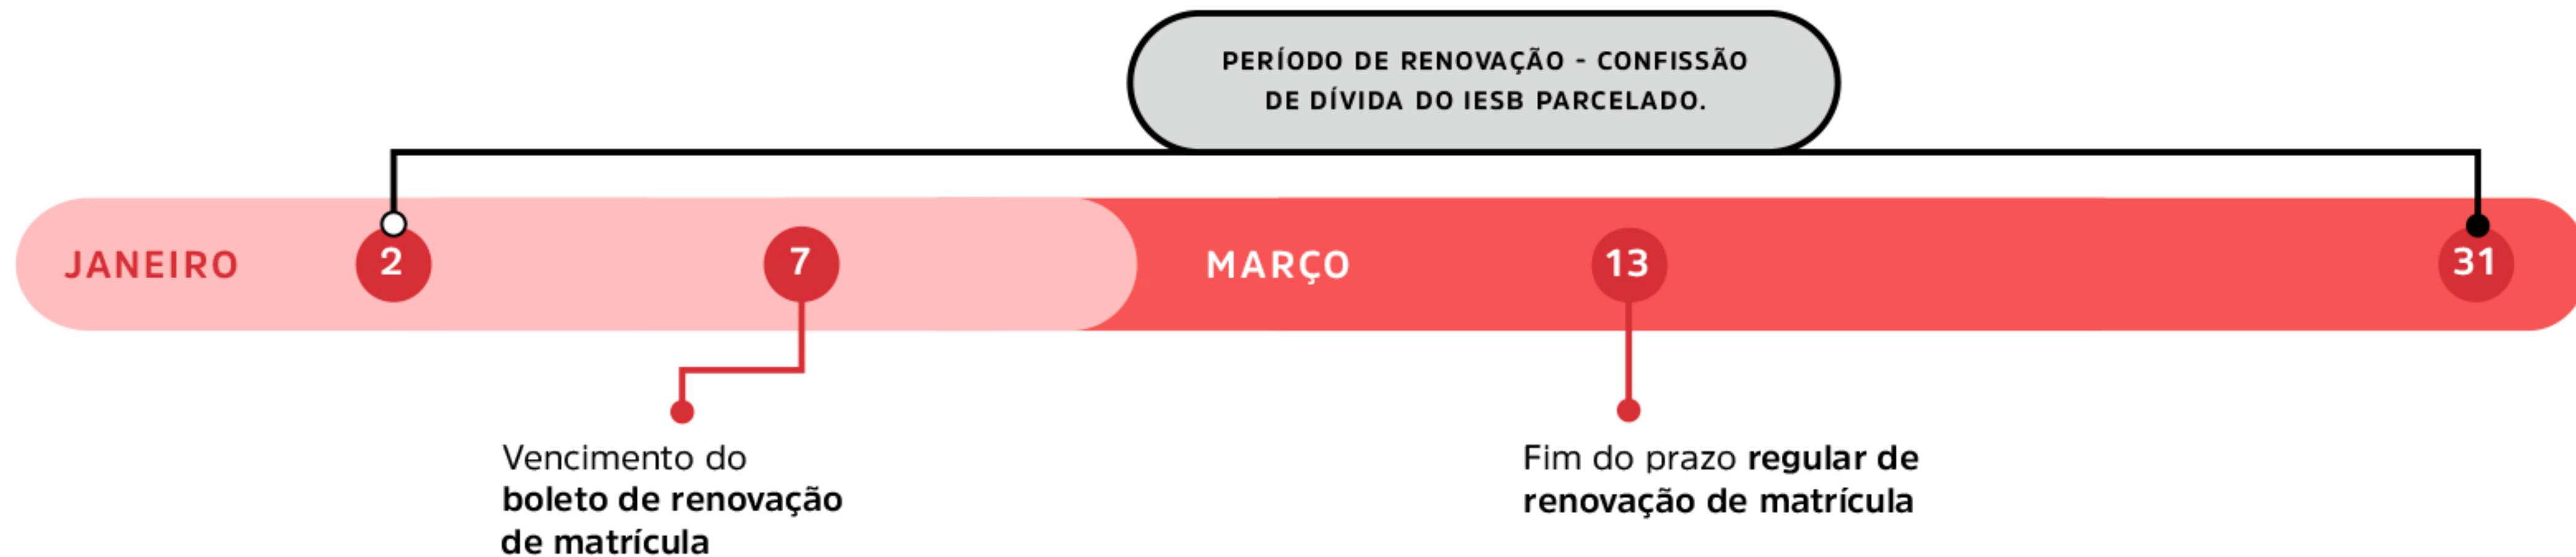 PERÍODO DE RENOVAÇÃO - CONFISSÃO
DE DÍVIDA DO IESB PARCELADO.
JANEIRO 2 7 MARÇO 13 31
Vencimento do
boleto de renovação
de matrícula
Fim do prazo regular de
renovação de matrícula